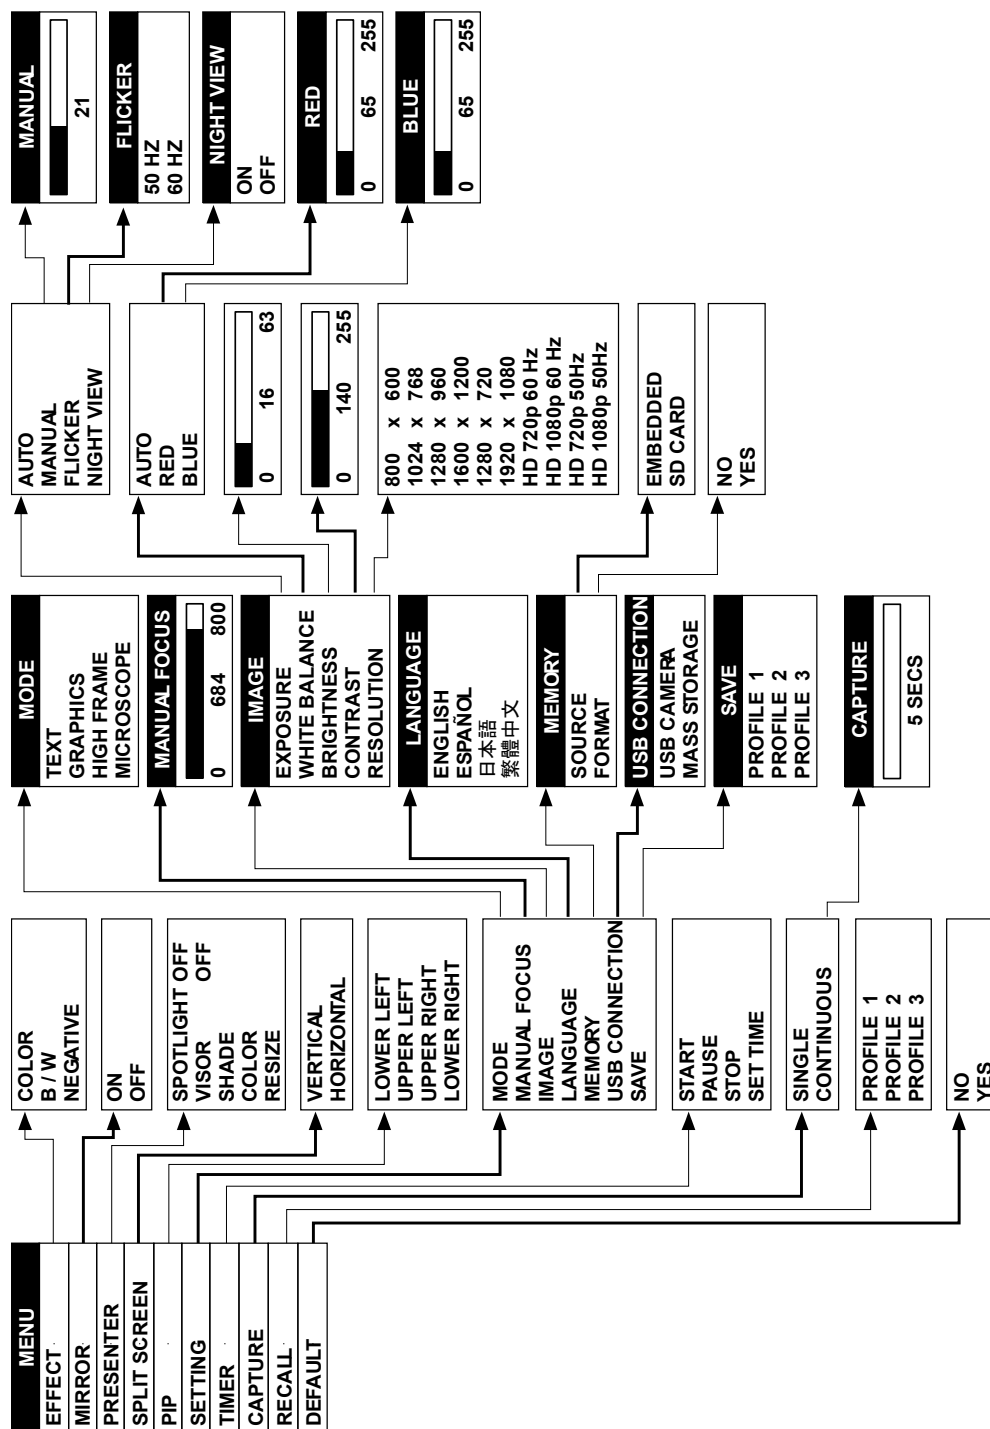 MENU
EFFECT
MIRROR
PRESENTER
SPLIT SCREEN
PIP
SETTING
TIMER
CAPTURE
RECALL
DEFAULT
COLOR
B / W
NEGATIVE
ON
OFF
SPOTLIGHT OFF
VISOR OFF
SHADE
COLOR
RESIZE
VERTICAL
HORIZONTAL
LOWER LEFT
UPPER LEFT
UPPER RIGHT
LOWER RIGHT
MODE
MANUAL FOCUS
IMAGE
LANGUAGE
MEMORY
USB CONNECTION
SAVE
START
PAUSE
STOP
SET TIME
SINGLE
CONTINUOUS
PROFILE 1
PROFILE 2
PROFILE 3
NO
YES
MODE
TEXT
GRAPHICS
HIGH FRAME
MICROSCOPE
MANUAL FOCUS
0 684 800
IMAGE
EXPOSURE
WHITE BALANCE
BRIGHTNESS
CONTRAST
RESOLUTION
LANGUAGE
ENGLISH
ESPAÑOL
日本語
繁體中文
MEMORY
SOURCE
FORMAT
USB CONNECTION
USB CAMERA
MASS STORAGE
SAVE
PROFILE 1
PROFILE 2
PROFILE 3
CAPTURE
5 SECS
AUTO
MANUAL
FLICKER
NIGHT VIEW
AUTO
RED
BLUE
0 16 63
0 140 255
800 x 600
1024 x 768
1280 x 960
1600 x 1200
1280 x 720
1920 x 1080
HD 720p 60 Hz
HD 1080p 60 Hz
HD 720p 50Hz
HD 1080p 50Hz
EMBEDDED
SD CARD
NO
YES
MANUAL
21
FLICKER
50 HZ
60 HZ
NIGHT VIEW
ON
OFF
RED
0 65 255
BLUE
0 65 255